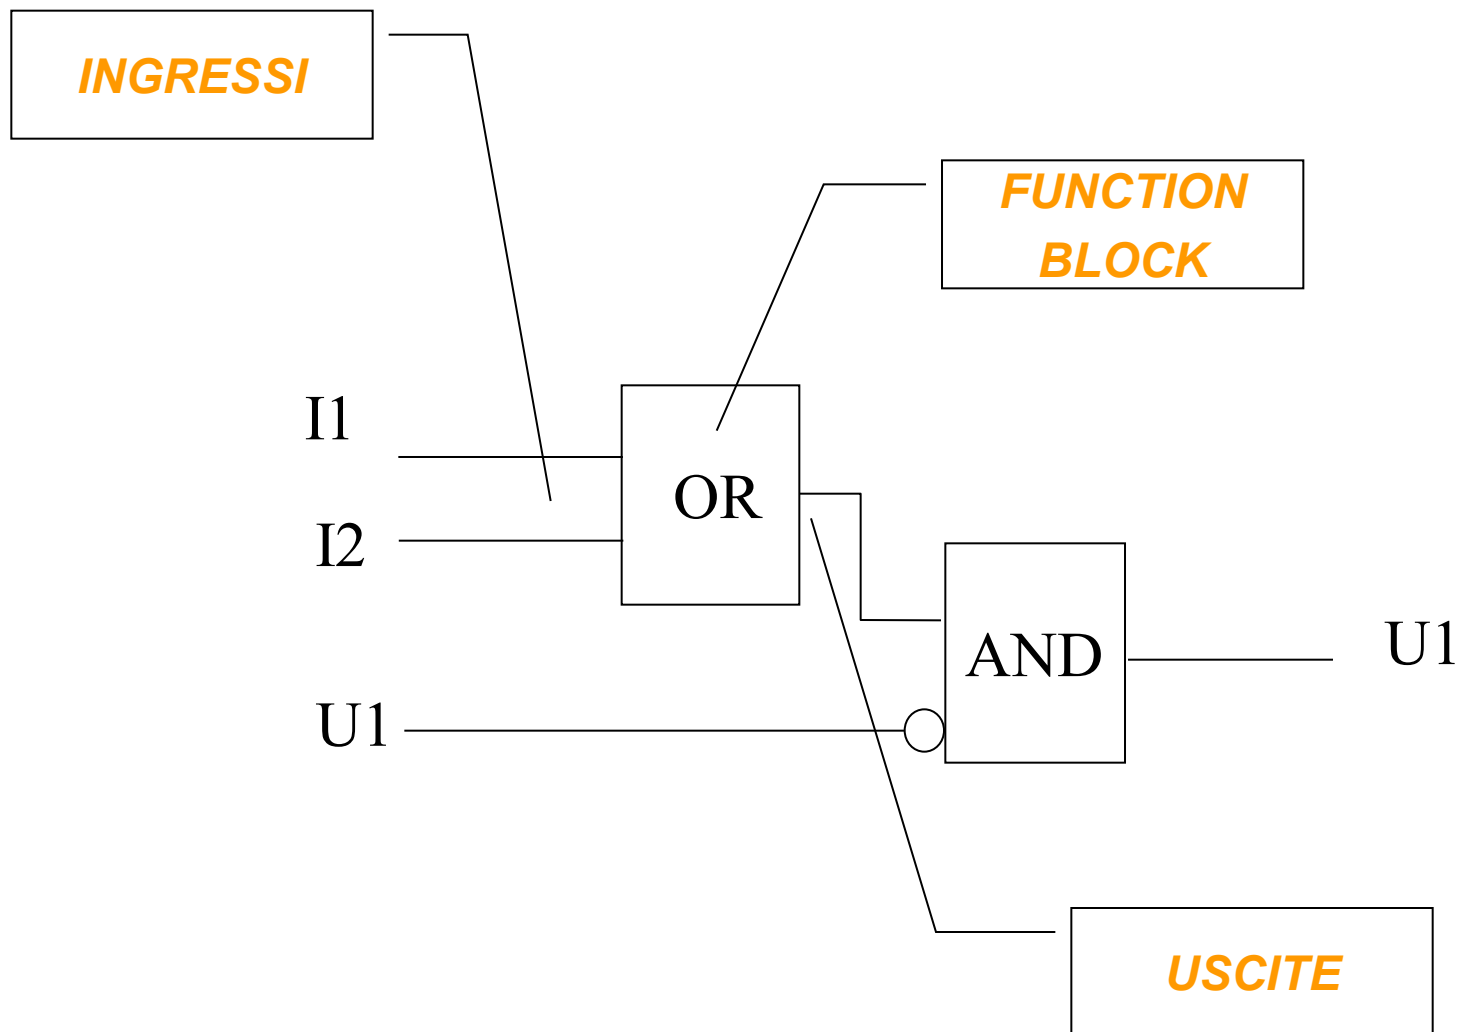 INGRESSI
FUNCTION
BLOCK
I1
OR
I2
AND
U1
U1
USCITE